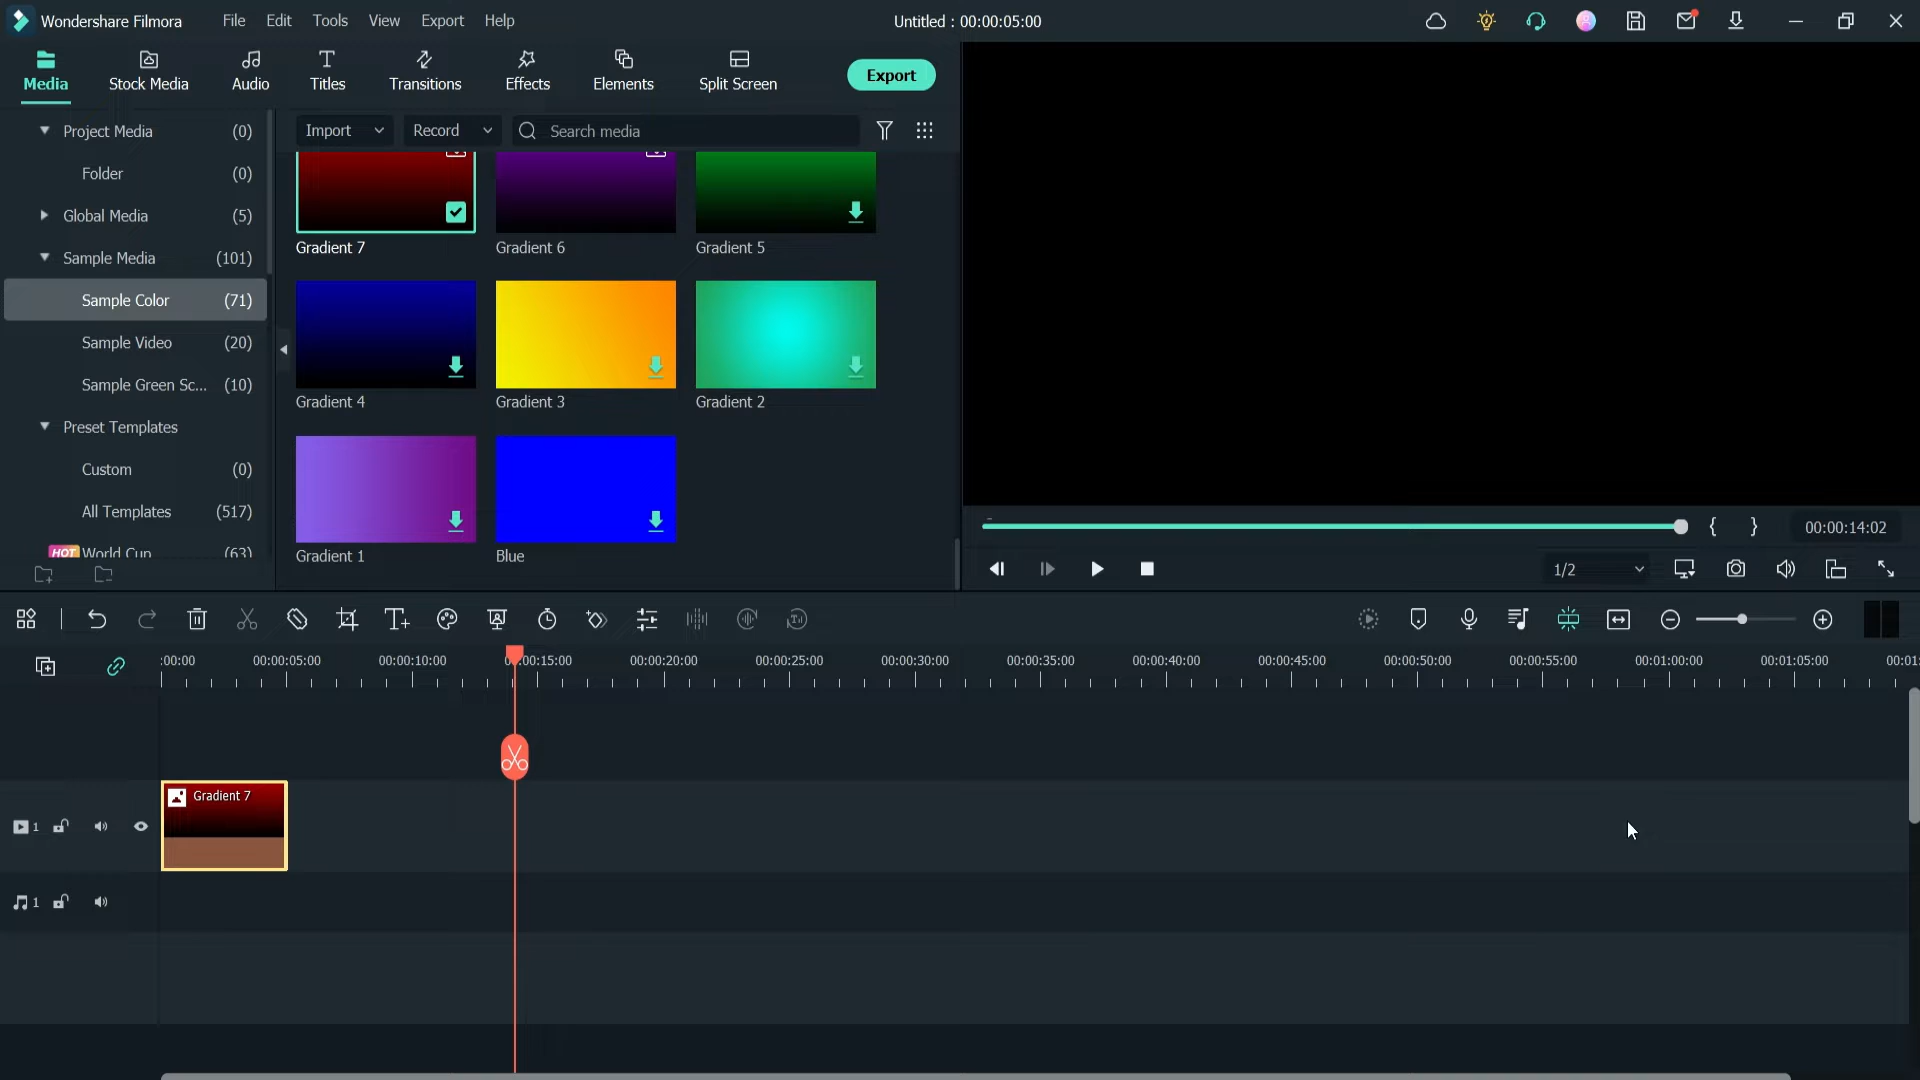 Wondershare Filmora File Edit Tools View Export Help Untitled : 00:00:05:00
Media Stock Media Audio Titles Transitions Effects Elements Split Screen Export
Project Media (0)
Folder (0)
Global Media (5)
Sample Media (101)
Sample Color (71)
Sample Video (20)
Sample Green Sc... (10)
Preset Templates
Custom (0)
All Templates (517)
HOT World Cup (63)
Import Record Search media
Gradient 7 Gradient 6 Gradient 5
Gradient 4 Gradient 3 Gradient 2
Gradient 1 Blue
{ } 00:00:14:02
1/2
:00:00 00:00:05:00 00:00:10:00 0 :00:15:00 00:00:20:00 00:00:25:00 00:00:30:00 00:00:35:00 00:00:40:00 00:00:45:00 00:00:50:00 00:00:55:00 00:01:00:00 00:01:05:00 00:01:
Gradient 7
1
1